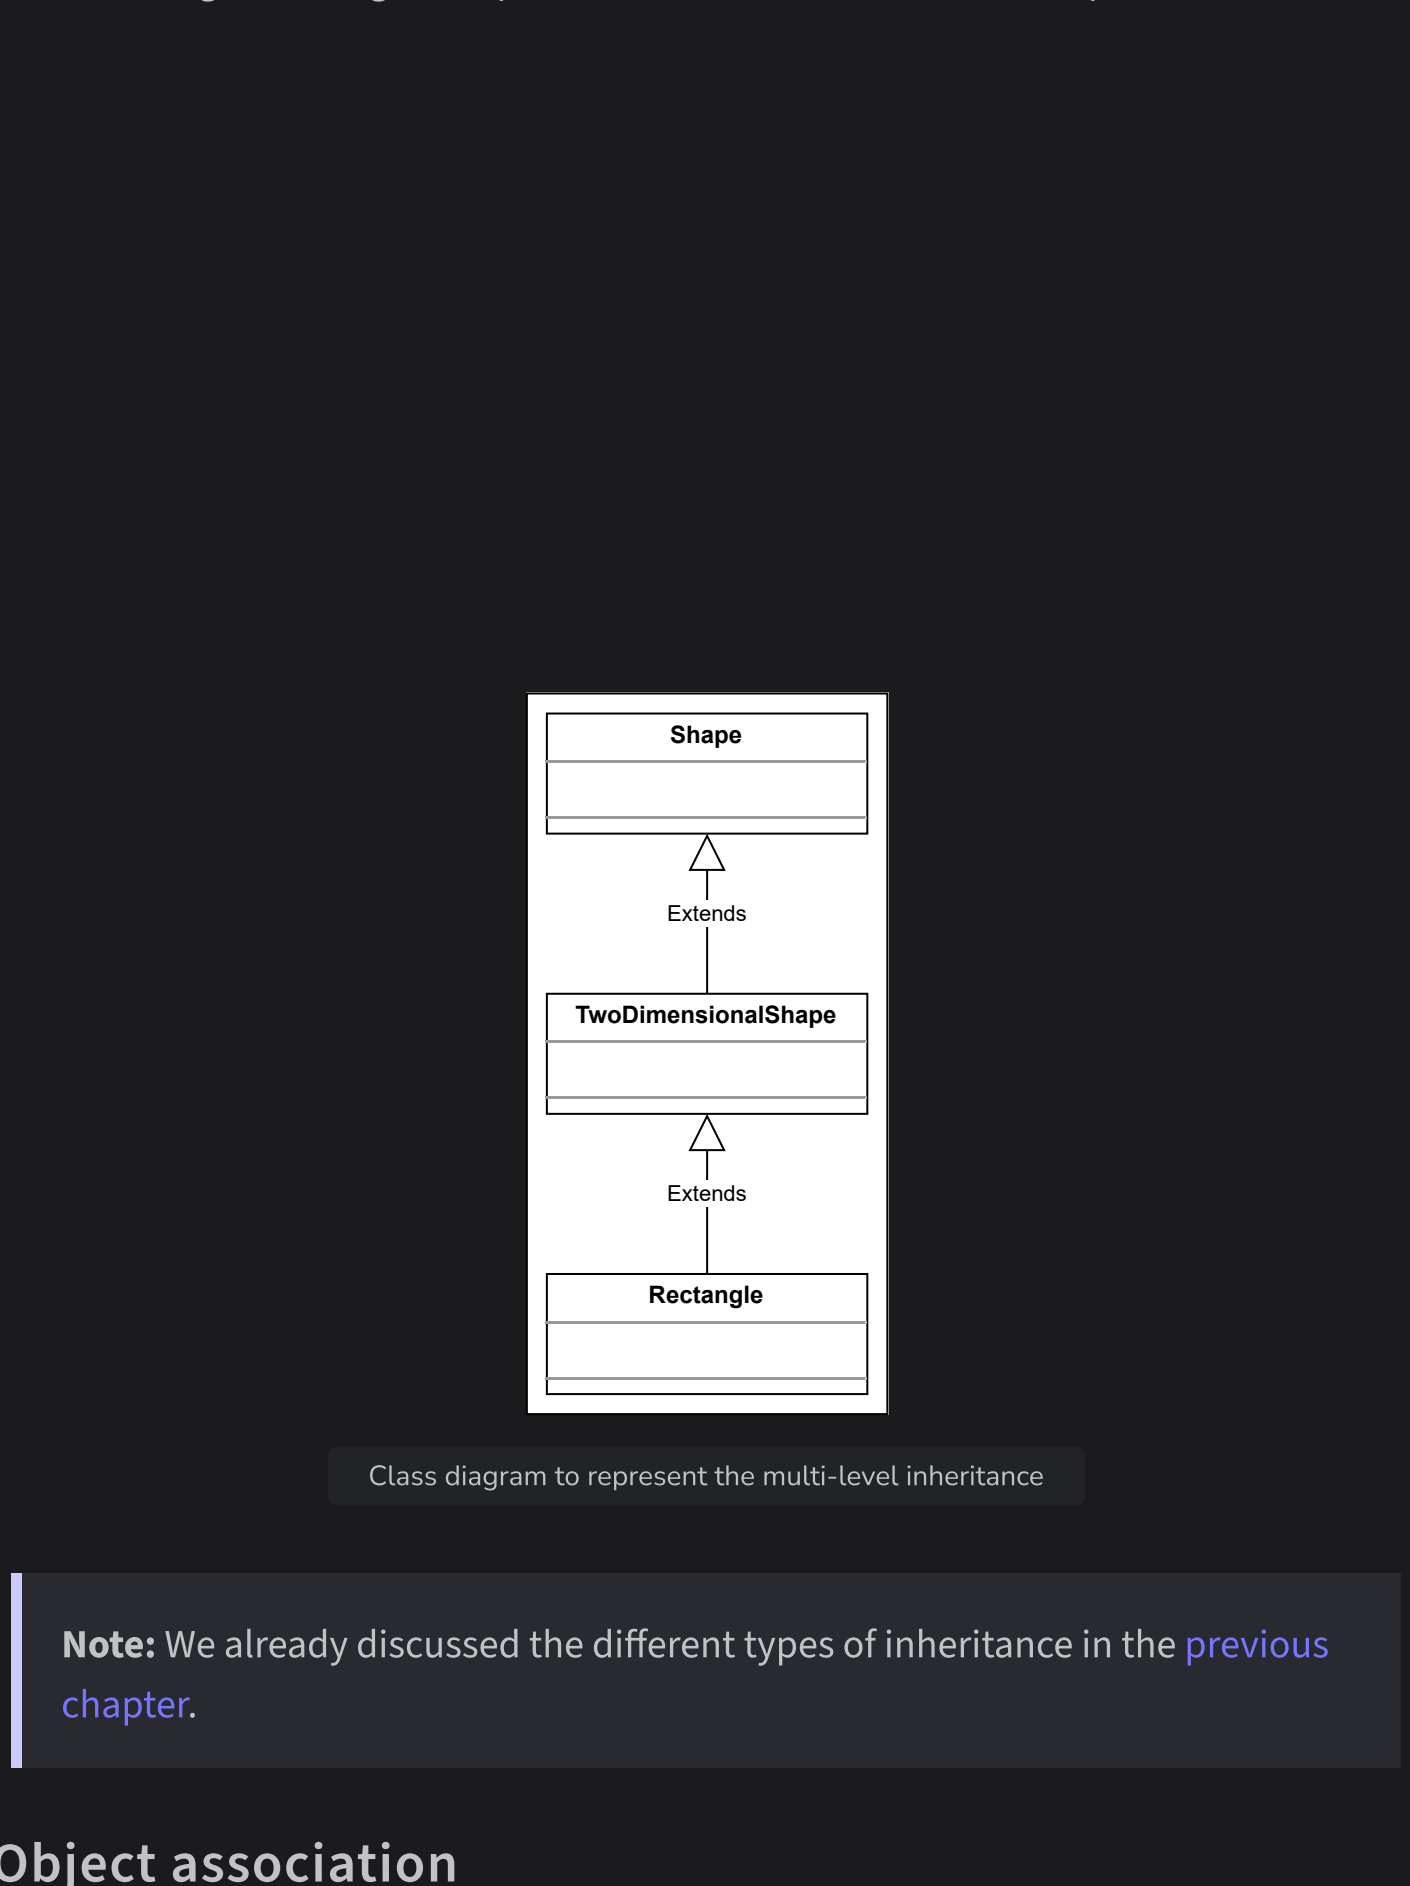 Shape
Extends
TwoDimensionalShape
Extends
Rectangle
Class diagram to represent the multi-level inheritance
Note: We already discussed the different types of inheritance in the previous
chapter.
Object association